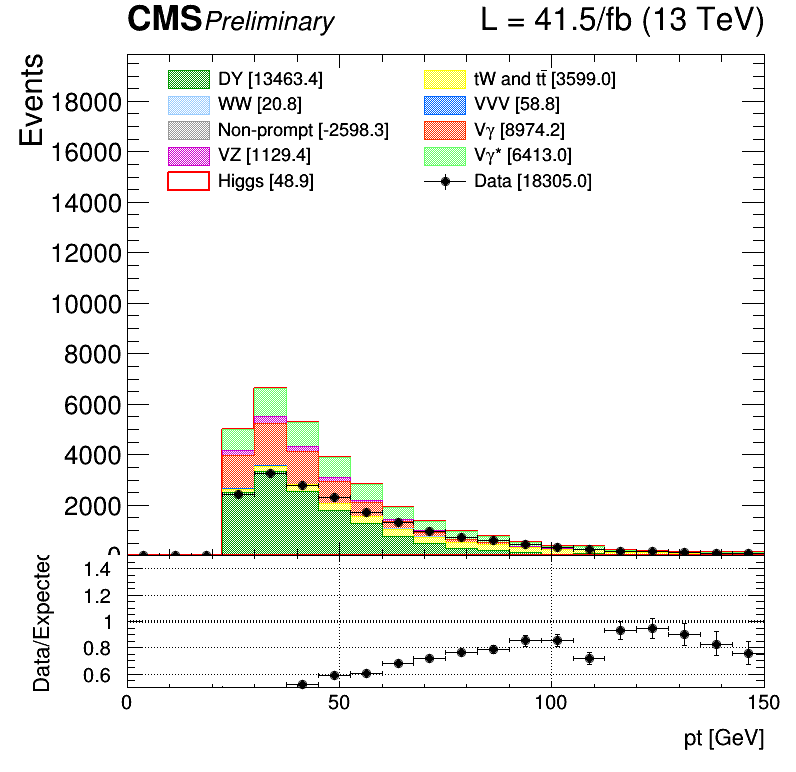 CMS Preliminary L = 41.5/fb (13 TeV)
Events
DY [13463.4] tW and tt̄ [3599.0]
WW [20.8] VVV [58.8]
Non-prompt [-2598.3] Vγ [8974.2]
VZ [1129.4] Vγ* [6413.0]
Higgs [48.9] Data [18305.0]
18000
16000
14000
12000
10000
8000
6000
4000
2000
0
Data/Expected
1.4
1.2
1
0.8
0.6
0 50 100 150
pt [GeV]